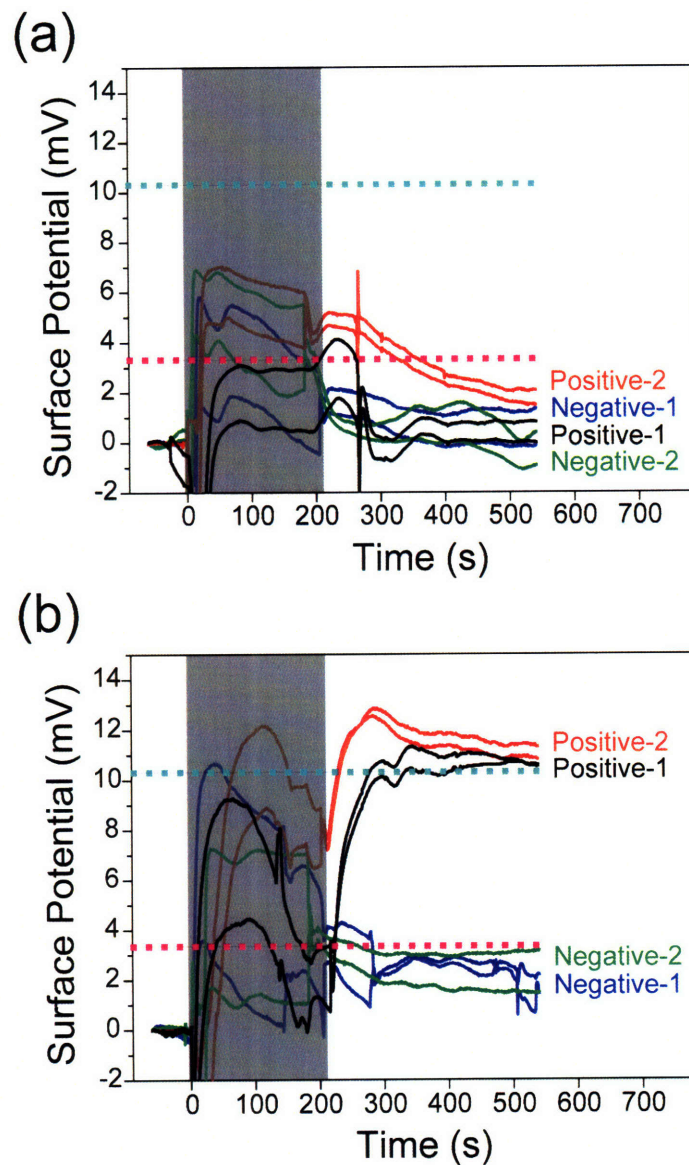 (a)
Surface Potential (mV)
14
12
10
8
6
4
2
0
-2
Positive-2
Negative-1
Positive-1
Negative-2
0 100 200 300 400 500 600 700
Time (s)
(b)
Surface Potential (mV)
14
12
10
8
6
4
2
0
-2
Positive-2
Positive-1
Negative-2
Negative-1
0 100 200 300 400 500 600 700
Time (s)